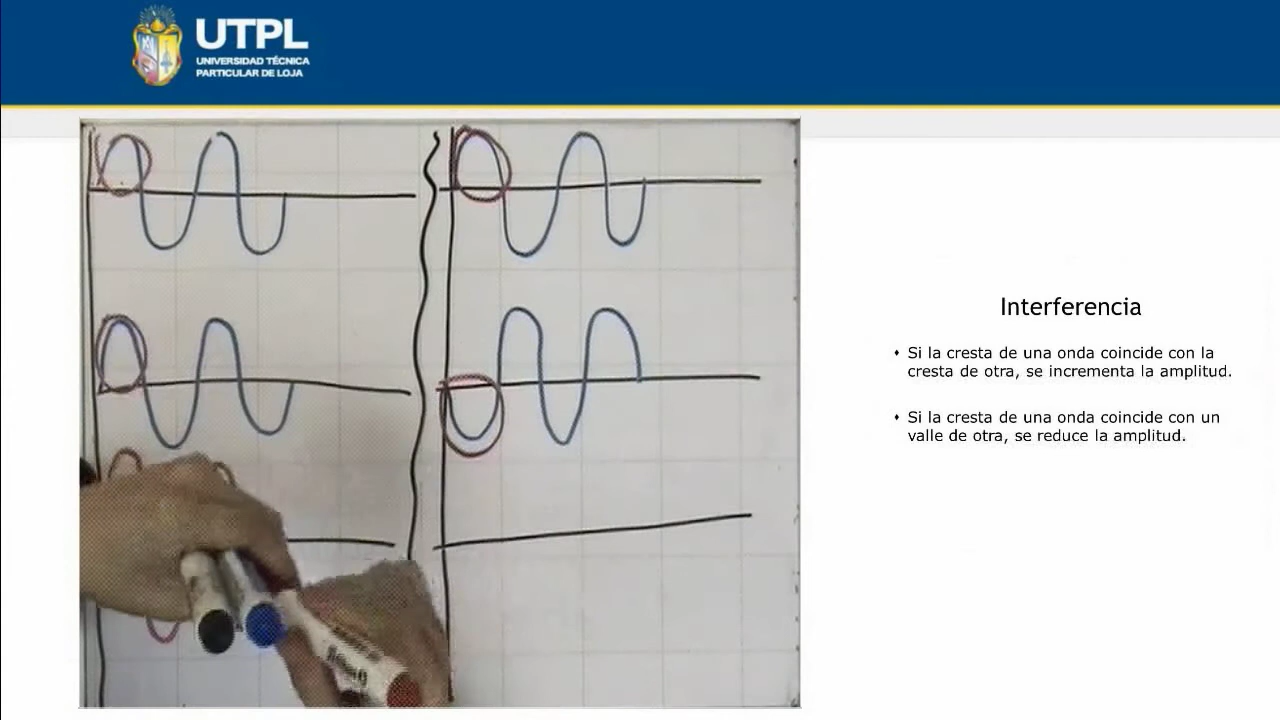 UTPL
UNIVERSIDAD TÉCNICA
PARTICULAR DE LOJA
Interferencia
Si la cresta de una onda coincide con la
cresta de otra, se incrementa la amplitud.
Si la cresta de una onda coincide con un
valle de otra, se reduce la amplitud.